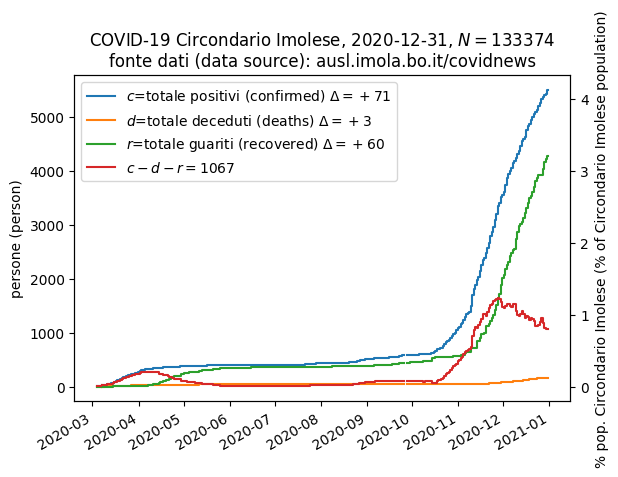 COVID-19 Circondario Imolese, 2020-12-31, N = 133374
fonte dati (data source): ausl.imola.bo.it/covidnews
c=totale positivi (confirmed) Δ = +71
d=totale deceduti (deaths) Δ = +3
r=totale guariti (recovered) Δ = +60
c − d − r = 1067
persone (person)
5000
4000
3000
2000
1000
0
4
3
2
1
0
% pop. Circondario Imolese (% of Circondario Imolese population)
2020-03
2020-04
2020-05
2020-06
2020-07
2020-08
2020-09
2020-10
2020-11
2020-12
2021-01